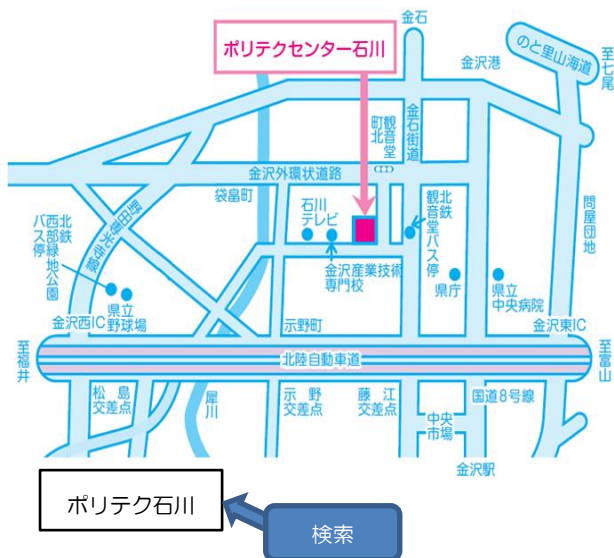 金石
ポリテクセンター石川
のと里山海道
至七尾
金沢港
金石街道
観音堂
町北
金沢外環状道路
袋畠町
野田専光寺線
北鉄
西部緑地公園
バス停
石川
テレビ
北鉄
観音堂バス停
問屋団地
金沢産業技術
専門校
県庁
県立
中央病院
県立
野球場
金沢西IC
示野町
金沢東IC
至福井
北陸自動車道
至富山
松島
交差点
犀川
示野
交差点
藤江
交差点
国道8号線
中央
市場
金沢駅
ポリテク石川
検索